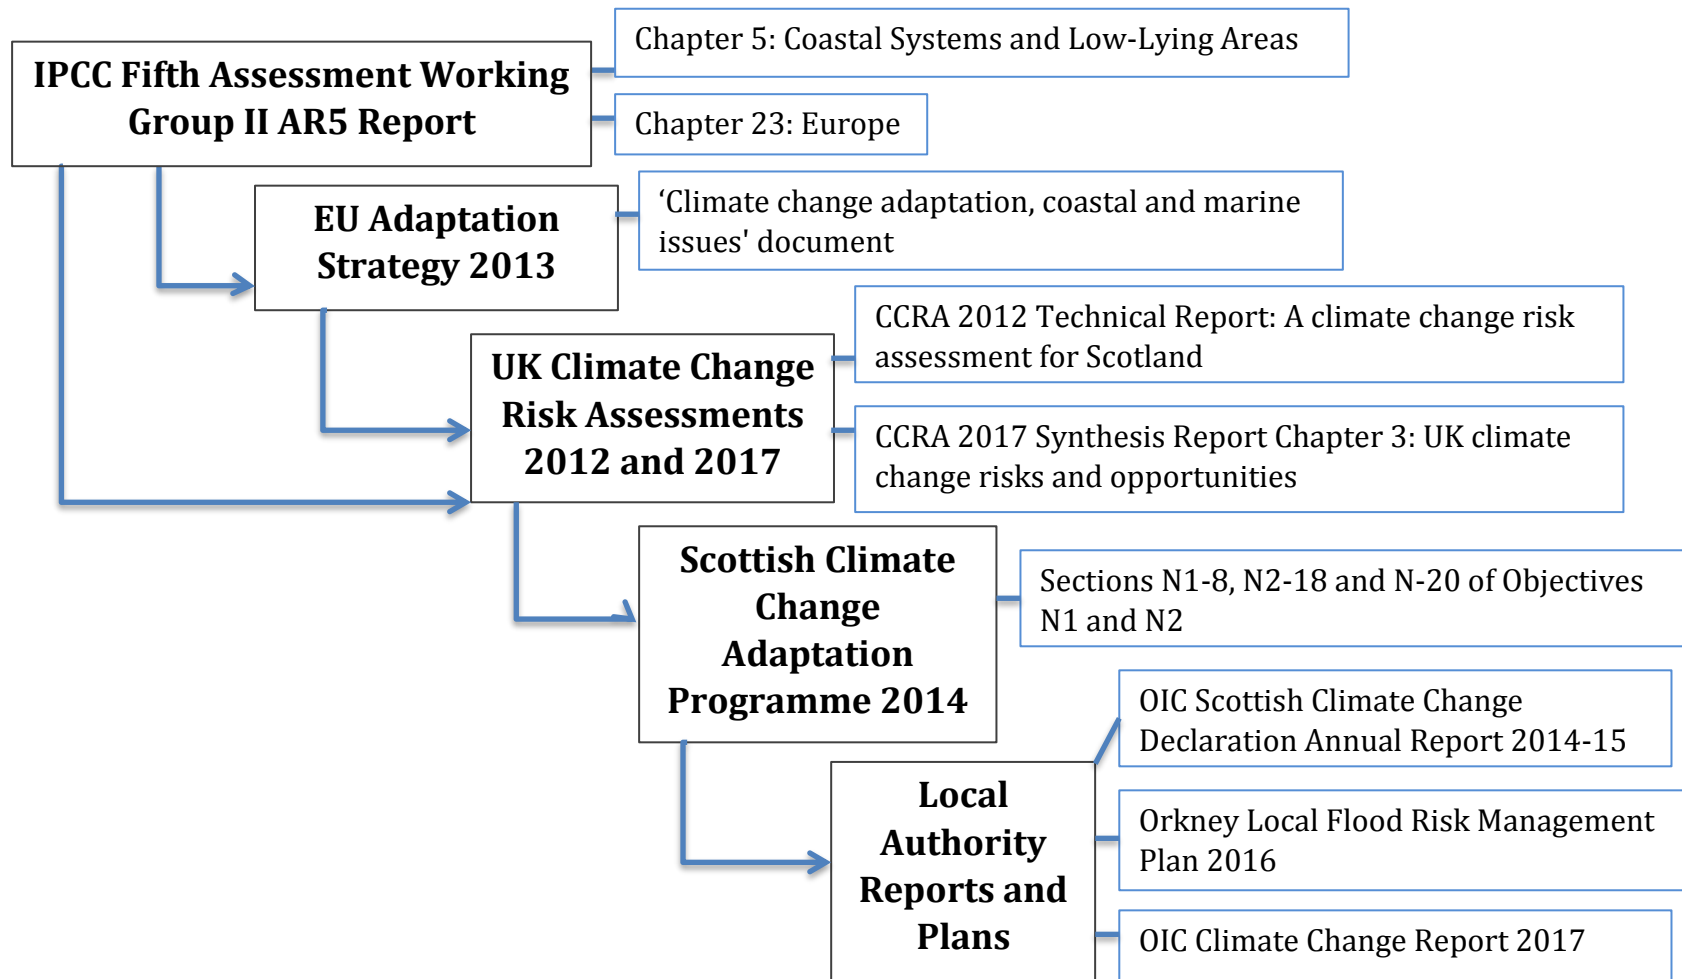 Chapter 5: Coastal Systems and Low-Lying Areas
IPCC Fifth Assessment Working
Group II AR5 Report
Chapter 23: Europe
EU Adaptation
Strategy 2013
‘Climate change adaptation, coastal and marine
issues' document
UK Climate Change
Risk Assessments
2012 and 2017
CCRA 2012 Technical Report: A climate change risk
assessment for Scotland
CCRA 2017 Synthesis Report Chapter 3: UK climate
change risks and opportunities
Scottish Climate
Change
Adaptation
Programme 2014
Sections N1-8, N2-18 and N-20 of Objectives
N1 and N2
Local
Authority
Reports and
Plans
OIC Scottish Climate Change
Declaration Annual Report 2014-15
Orkney Local Flood Risk Management
Plan 2016
OIC Climate Change Report 2017